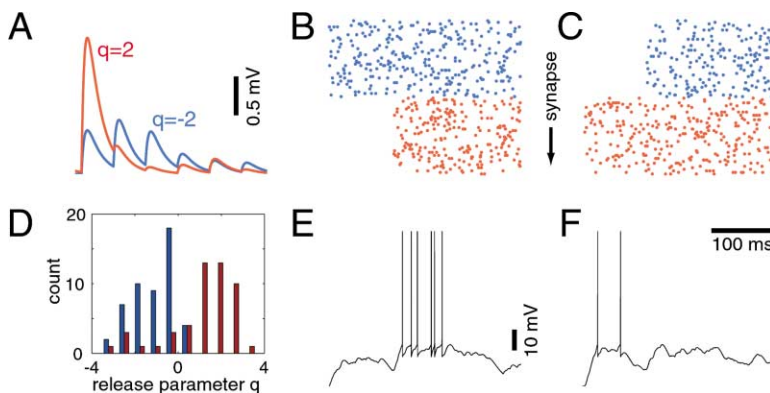 A
q=2
q=-2
0.5 mV
B
synapse
C
D
20
10
0
count
-4
0
4
release parameter q
E
10 mV
F
100 ms